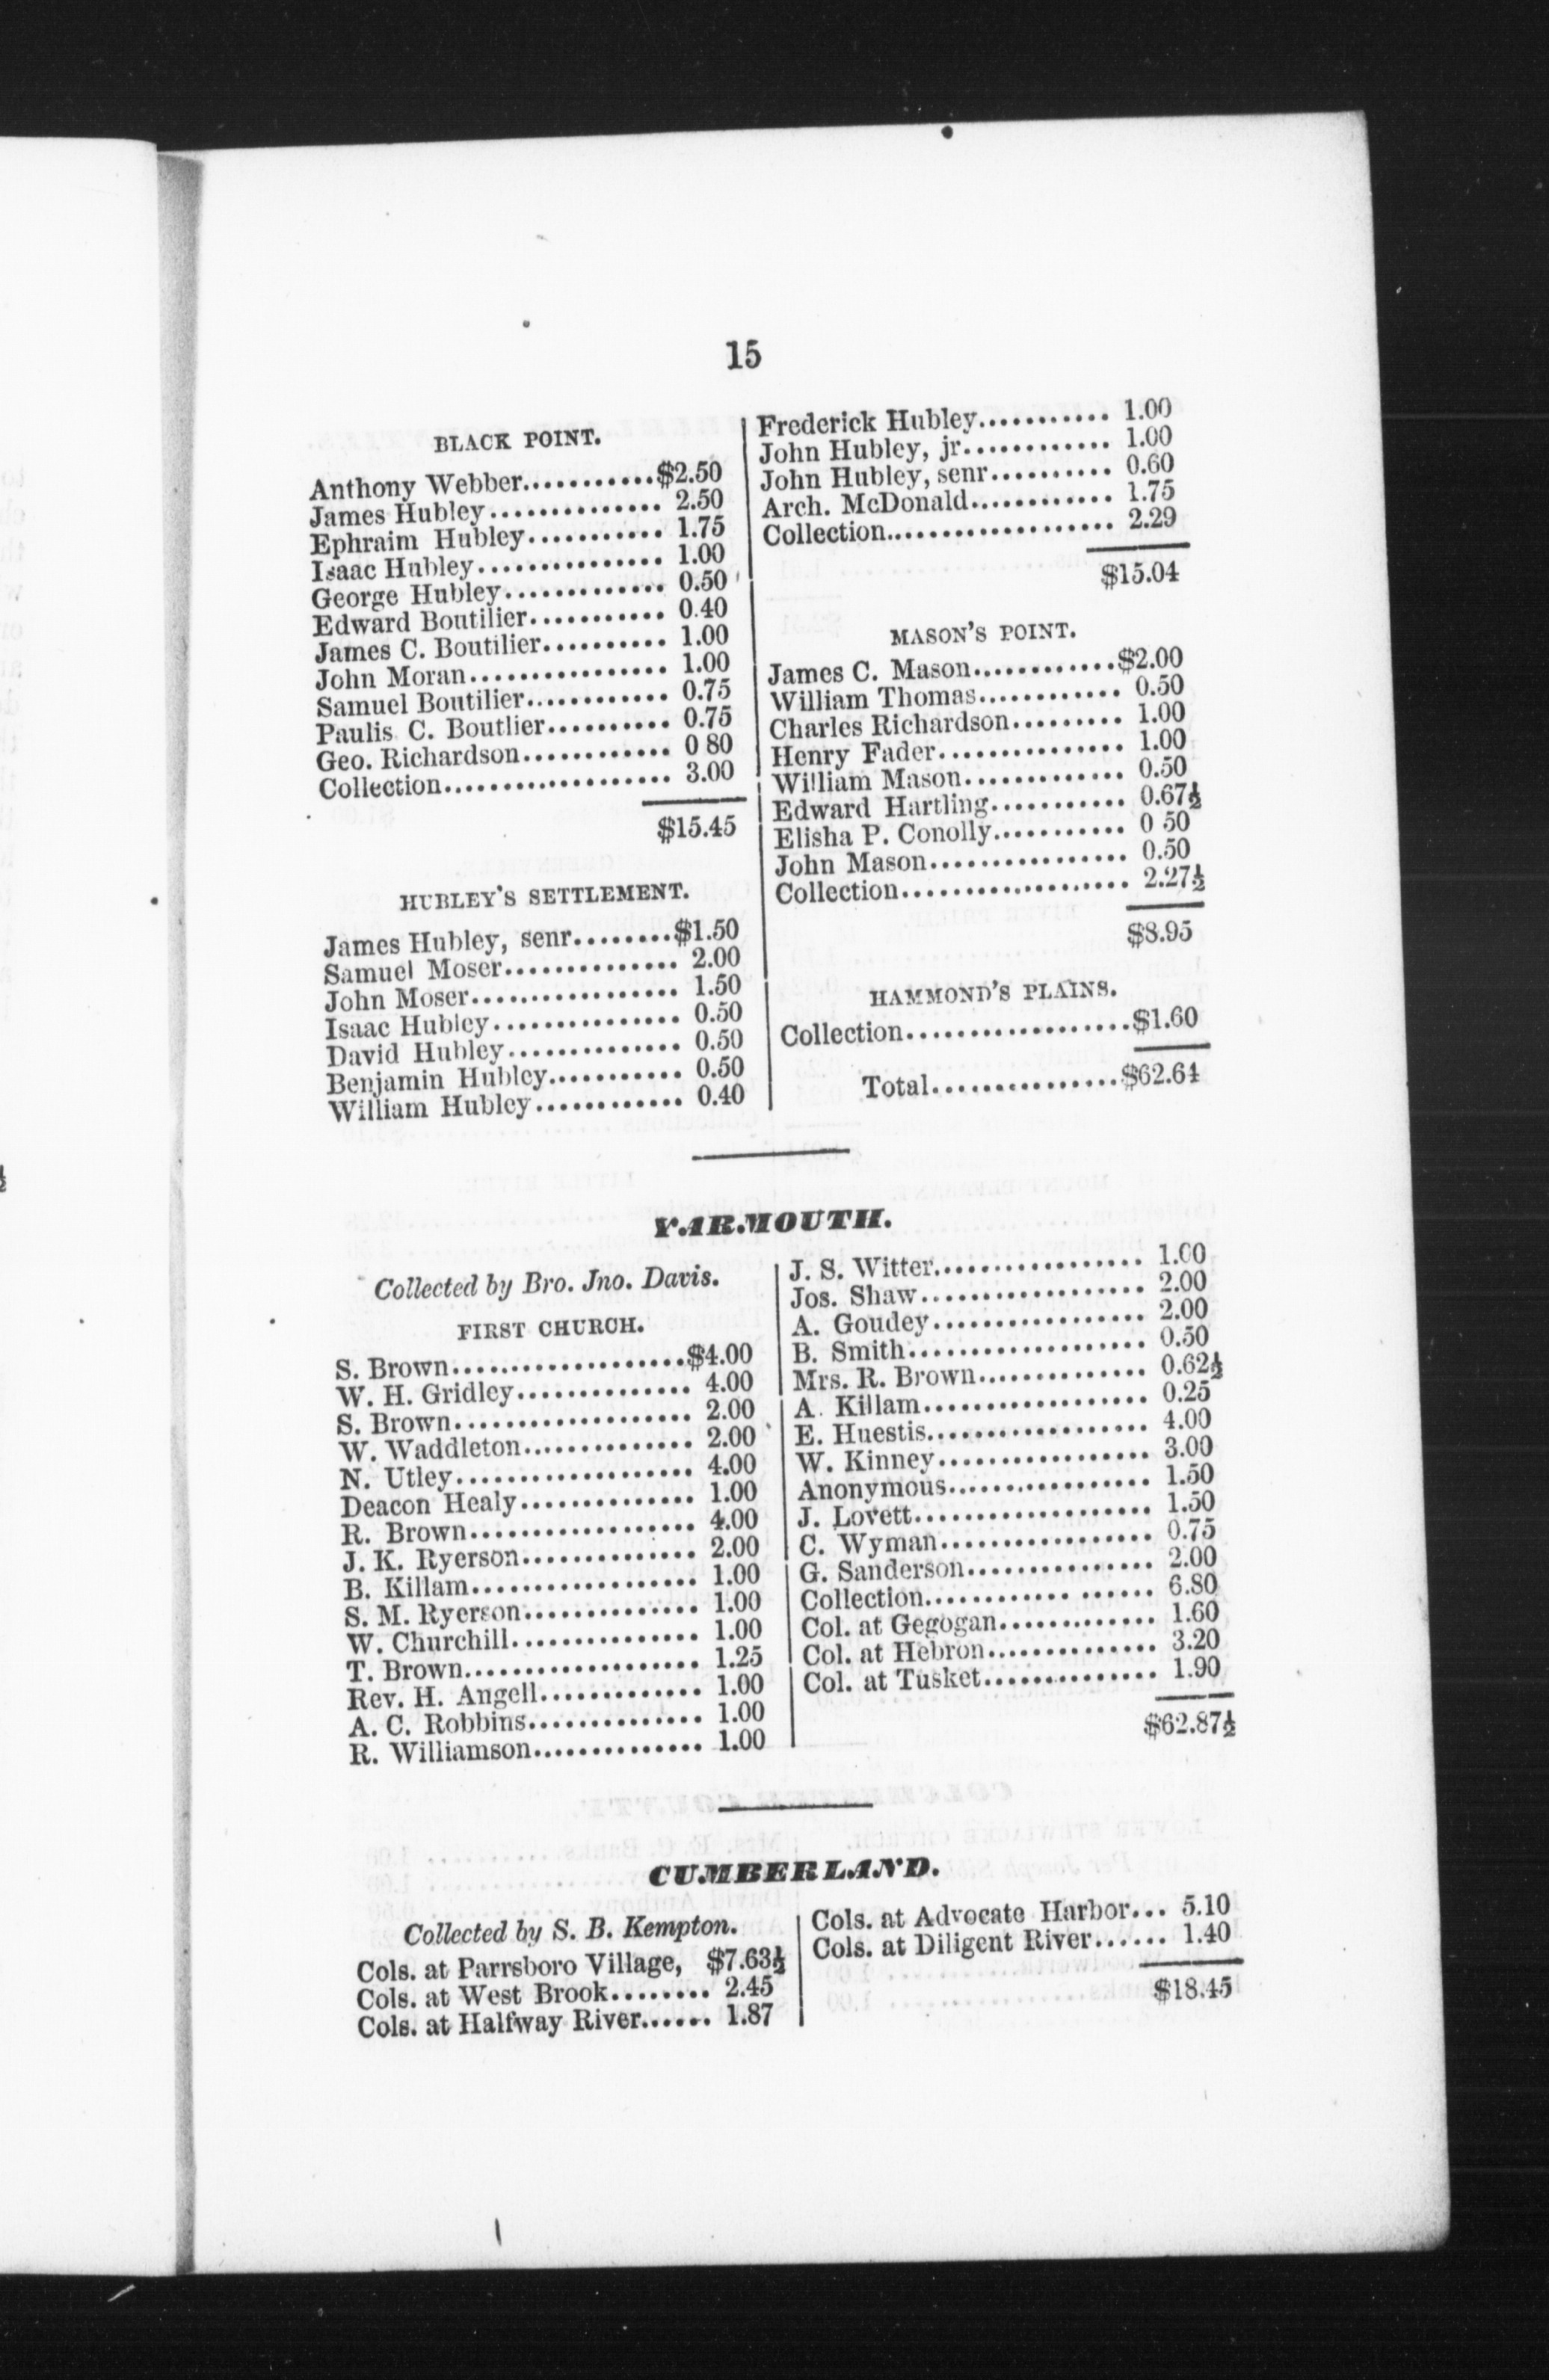 15
BLACK POINT.
Anthony Webber...........$2.50
James Hubley............... 2.50
Ephraim Hubley........... 1.75
Isaac Hubley................ 1.00
George Hubley............. 0.50
Edward Boutilier........... 0.40
James C. Boutilier.......... 1.00
John Moran................ 1.00
Samuel Boutilier............ 0.75
Paulis C. Boutlier.......... 0.75
Geo. Richardson............ 0 80
Collection................... 3.00
$15.45
HUBLEY'S SETTLEMENT.
James Hubley, senr........$1.50
Samuel Moser.............. 2.00
John Moser................. 1.50
Isaac Hubley............... 0.50
David Hubley.............. 0.50
Benjamin Hubley........... 0.50
William Hubley............ 0.40
Frederick Hubley........... 1.00
John Hubley, jr............ 1.00
John Hubley, senr.......... 0.60
Arch. McDonald............ 1.75
Collection................... 2.29
$15.04
MASON'S POINT.
James C. Mason............$2.00
William Thomas............ 0.50
Charles Richardson......... 1.00
Henry Fader............... 1.00
William Mason............. 0.50
Edward Hartling........... 0.67½
Elisha P. Conolly........... 0 50
John Mason................ 0.50
Collection................... 2.27½
$8.95
HAMMOND'S PLAINS.
Collection..................$1.60
Total...............$62.64
YARMOUTH.
Collected by Bro. Jno. Davis.
FIRST CHURCH.
S. Brown...................$4.00
W. H. Gridley.............. 4.00
S. Brown................... 2.00
W. Waddleton.............. 2.00
N. Utley................... 4.00
Deacon Healy.............. 1.00
R. Brown.................. 4.00
J. K. Ryerson.............. 2.00
B. Killam.................. 1.00
S. M. Ryerson.............. 1.00
W. Churchill............... 1.00
T. Brown................... 1.25
Rev. H. Angell............. 1.00
A. C. Robbins.............. 1.00
R. Williamson.............. 1.00
J. S. Witter................. 1.00
Jos. Shaw.................. 2.00
A. Goudey................. 2.00
B. Smith................... 0.50
Mrs. R. Brown.............. 0.62½
A. Killam.................. 0.25
E. Huestis.................. 4.00
W. Kinney................. 3.00
Anonymous................. 1.50
J. Lovett................... 1.50
C. Wyman................. 0.75
G. Sanderson............... 2.00
Collection............ ...... 6.80
Col. at Gegogan............. 1.60
Col. at Hebron.............. 3.20
Col. at Tusket............... 1.90
$62.87½
CUMBERLAND.
Collected by S. B. Kempton.
Cols. at Parrsboro Village, $7.63½
Cols. at West Brook........ 2.45
Cols. at Halfway River...... 1.87
Cols. at Advocate Harbor... 5.10
Cols. at Diligent River...... 1.40
$18.45